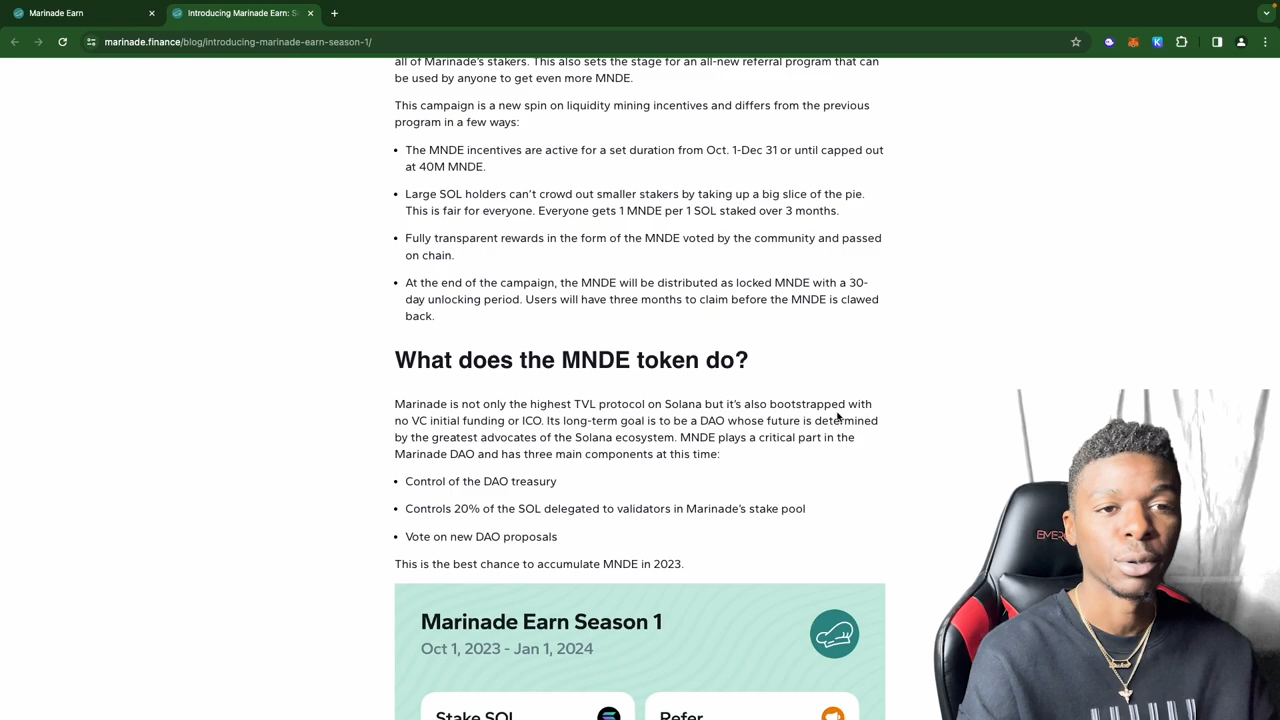 Marinade Earn
Introducing Marinade Earn: S
marinade.finance/blog/introducing-marinade-earn-season-1/
all of Marinade's stakers. This also sets the stage for an all-new referral program that can
be used by anyone to get even more MNDE.
This campaign is a new spin on liquidity mining incentives and differs from the previous
program in a few ways:
• The MNDE incentives are active for a set duration from Oct. 1-Dec 31 or until capped out
at 40M MNDE.
• Large SOL holders can't crowd out smaller stakers by taking up a big slice of the pie.
This is fair for everyone. Everyone gets 1 MNDE per 1 SOL staked over 3 months.
• Fully transparent rewards in the form of the MNDE voted by the community and passed
on chain.
• At the end of the campaign, the MNDE will be distributed as locked MNDE with a 30-
day unlocking period. Users will have three months to claim before the MNDE is clawed
back.
What does the MNDE token do?
Marinade is not only the highest TVL protocol on Solana but it's also bootstrapped with
no VC initial funding or ICO. Its long-term goal is to be a DAO whose future is determined
by the greatest advocates of the Solana ecosystem. MNDE plays a critical part in the
Marinade DAO and has three main components at this time:
• Control of the DAO treasury
• Controls 20% of the SOL delegated to validators in Marinade's stake pool
• Vote on new DAO proposals
This is the best chance to accumulate MNDE in 2023.
Marinade Earn Season 1
Oct 1, 2023 - Jan 1, 2024
Stake SOL
Refer